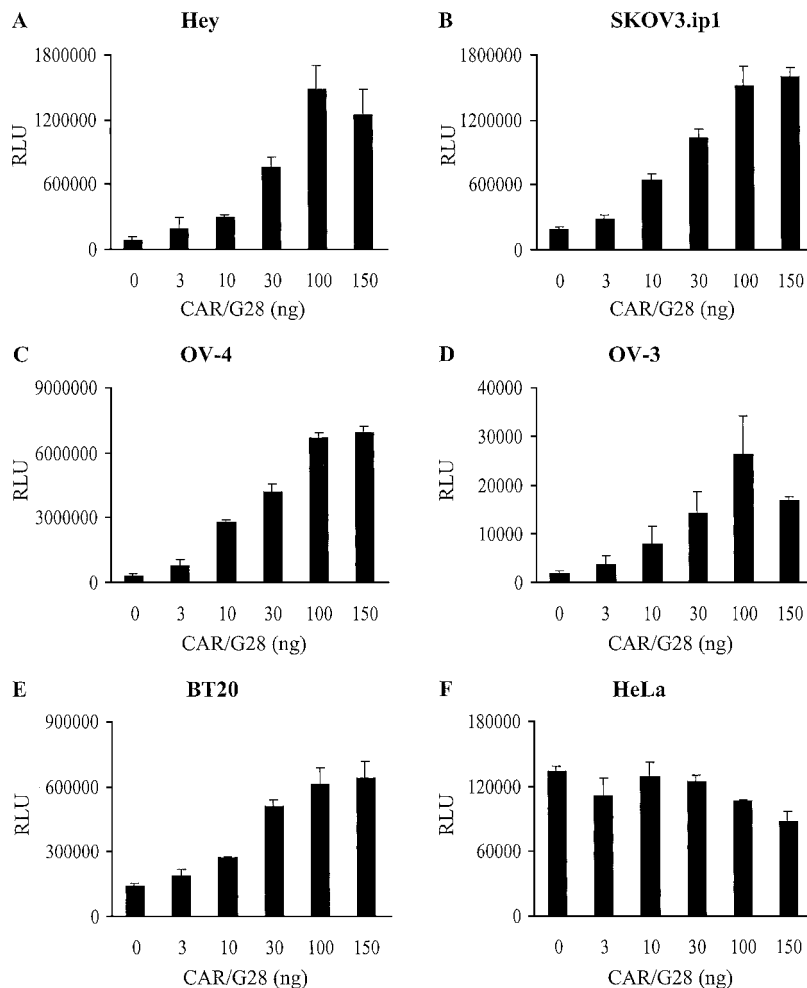 A Hey
1800000
1200000
600000
0
RLU
0 3 10 30 100 150
CAR/G28 (ng)
B SKOV3.ip1
1800000
1200000
600000
0
RLU
0 3 10 30 100 150
CAR/G28 (ng)
C OV-4
9000000
6000000
3000000
0
RLU
0 3 10 30 100 150
CAR/G28 (ng)
D OV-3
40000
30000
20000
10000
0
RLU
0 3 10 30 100 150
CAR/G28 (ng)
E BT20
900000
600000
300000
0
RLU
0 3 10 30 100 150
CAR/G28 (ng)
F HeLa
180000
120000
60000
0
RLU
0 3 10 30 100 150
CAR/G28 (ng)